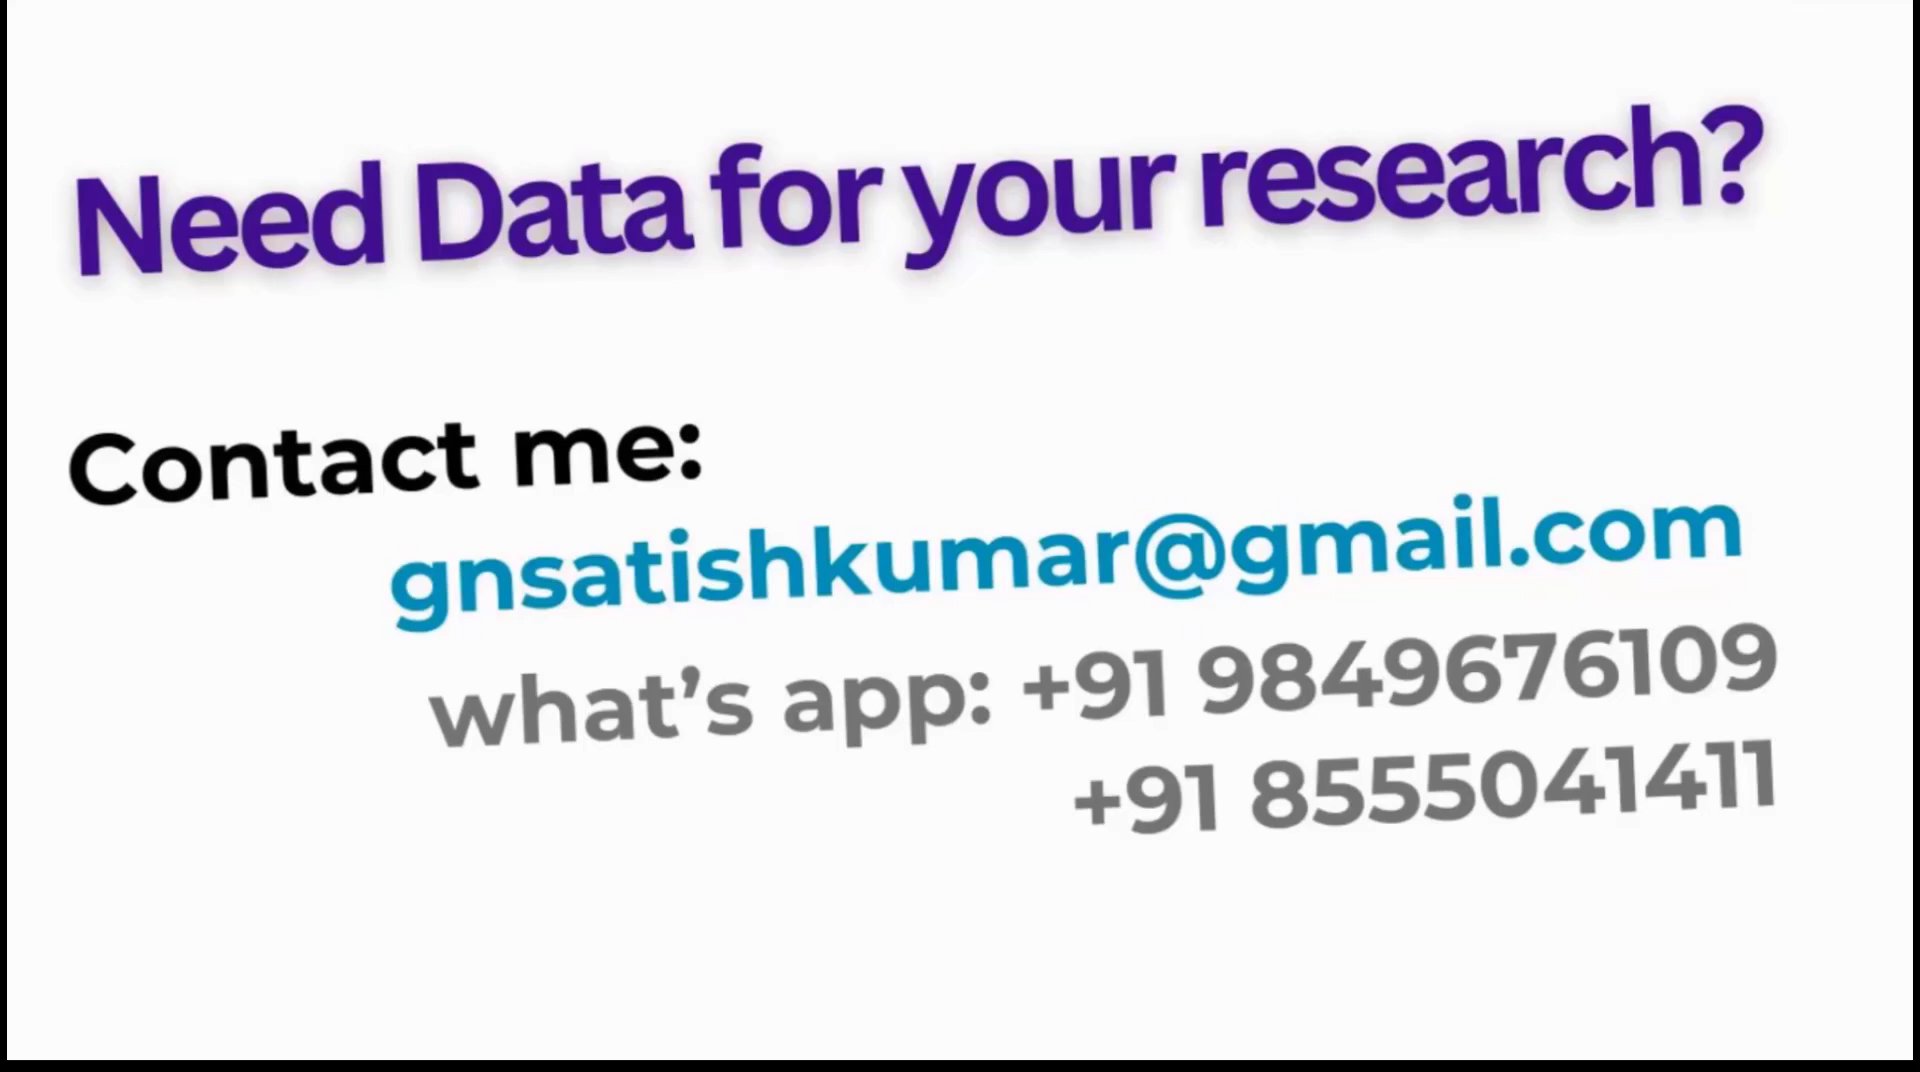 Need Data for your research?
Contact me:
gnsatishkumar@gmail.com
what's app: +91 9849676109
+91 8555041411